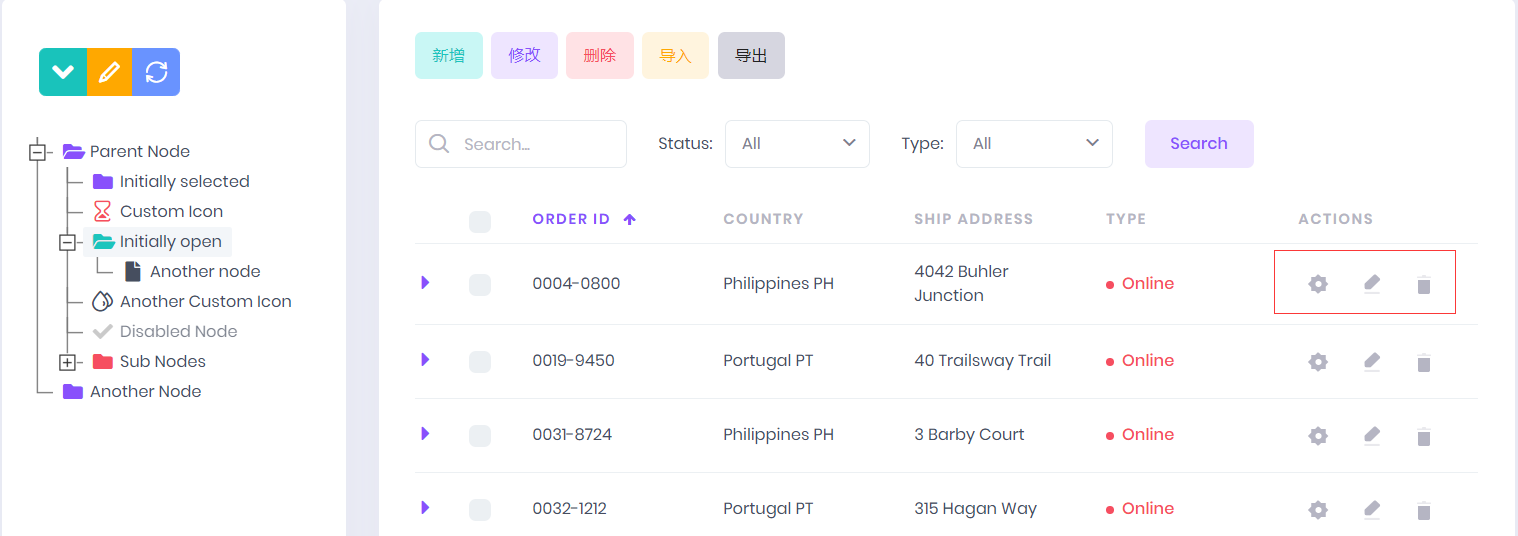 Parent Node
Initially selected
Custom Icon
Initially open
Another node
Another Custom Icon
Disabled Node
Sub Nodes
Another Node
新增 修改 删除 导入 导出
Search... Status: All Type: All Search
ORDER ID COUNTRY SHIP ADDRESS TYPE ACTIONS
0004-0800 Philippines PH 4042 Buhler Online
Junction
0019-9450 Portugal PT 40 Trailsway Trail Online
0031-8724 Philippines PH 3 Barby Court Online
0032-1212 Portugal PT 315 Hagan Way Online